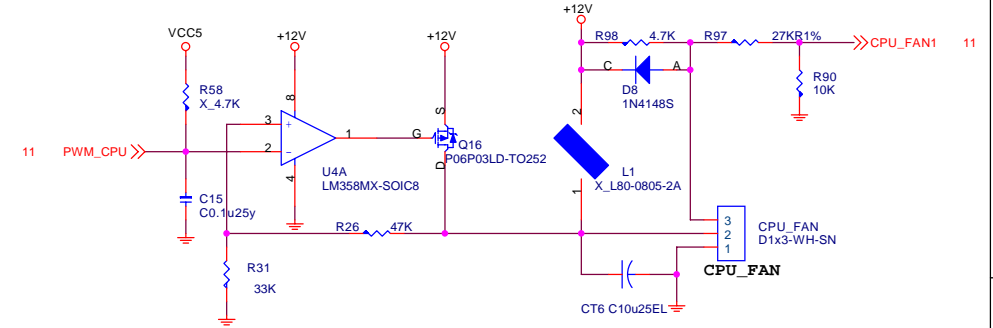 +12V
VCC5 +12V +12V
R98 4.7K R97 27KR1% CPU_FAN1 11
C A
R58
X_4.7K
D8
1N4148S
R90
10K
8 S 2
3 +
1 G Q16
P06P03LD-TO252
11 PWM_CPU 2 −
D
4 U4A
LM358MX-SOIC8
L1
X_L80-0805-2A
1
C15
C0.1u25y
R26 47K
3
2
1
CPU_FAN
D1x3-WH-SN
CPU_FAN
R31
33K
CT6 C10u25EL